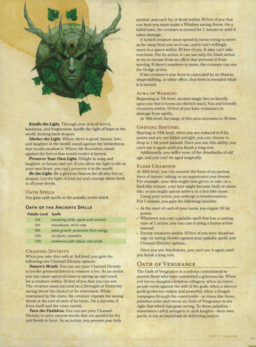 Kindle the Light. Through your acts of mercy,
kindness, and forgiveness, kindle the light of hope in the
world, beating back despair.
Shelter the Light. Where there is good, beauty, love,
and laughter in the world, stand against the wickedness
that would swallow it. Where life flourishes, stand
against the forces that would render it barren.
Preserve Your Own Light. Delight in song and
laughter, in beauty and art. If you allow the light to die in
your own heart, you can't preserve it in the world.
Be the Light. Be a glorious beacon for all who live in
despair. Let the light of your joy and courage shine forth
in all your deeds.
OATH SPELLS
You gain oath spells at the paladin levels listed.
OATH OF THE ANCIENTS SPELLS
Paladin Level Spells
3rd ensnaring strike, speak with animals
5th moonbeam, misty step
9th plant growth, protection from energy
13th ice storm, stoneskin
17th commune with nature, tree stride
CHANNEL DIVINITY
When you take this oath at 3rd level, you gain the
following two Channel Divinity options.
Nature's Wrath. You can use your Channel Divinity
to invoke primeval forces to ensnare a foe. As an action,
you can cause spectral vines to spring up and reach
for a creature within 10 feet of you that you can see.
The creature must succeed on a Strength or Dexterity
saving throw (its choice) or be restrained. While
restrained by the vines, the creature repeats the saving
throw at the end of each of its turns. On a success, it
frees itself and the vines vanish.
Turn the Faithless. You can use your Channel
Divinity to utter ancient words that are painful for fey
and fiends to hear. As an action, you present your holy
symbol, and each fey or fiend within 30 feet of you that
can hear you must make a Wisdom saving throw. On a
failed save, the creature is turned for 1 minute or until it
takes damage.
A turned creature must spend its turns trying to move
as far away from you as it can, and it can't willingly
move to a space within 30 feet of you. It also can't take
reactions. For its action, it can use only the Dash action
or try to escape from an effect that prevents it from
moving. If there's nowhere to move, the creature can use
the Dodge action.
If the creature's true form is concealed by an illusion,
shapeshifting, or other effect, that form is revealed while
it is turned.
AURA OF WARDING
Beginning at 7th level, ancient magic lies so heavily
upon you that it forms an eldritch ward. You and friendly
creatures within 10 feet of you have resistance to
damage from spells.
At 18th level, the range of this aura increases to 30 feet.
UNDYING SENTINEL
Starting at 15th level, when you are reduced to 0 hit
points and are not killed outright, you can choose to
drop to 1 hit point instead. Once you use this ability, you
can't use it again until you finish a long rest.
Additionally, you suffer none of the drawbacks of old
age, and you can't be aged magically.
ELDER CHAMPION
At 20th level, you can assume the form of an ancient
force of nature, taking on an appearance you choose.
For example, your skin might turn green or take on a
bark-like texture, your hair might become leafy or moss-
like, or you might sprout antlers or a lion-like mane.
Using your action, you undergo a transformation.
For 1 minute, you gain the following benefits:
• At the start of each of your turns, you regain 10 hit
points.
• Whenever you cast a paladin spell that has a casting
time of 1 action, you can cast it using a bonus action
instead.
• Enemy creatures within 10 feet of you have disadvan-
tage on saving throws against your paladin spells and
Channel Divinity options.
Once you use this feature, you can't use it again until
you finish a long rest.
OATH OF VENGEANCE
The Oath of Vengeance is a solemn commitment to
punish those who have committed a grievous sin. When
evil forces slaughter helpless villagers, when an entire
people turns against the will of the gods, when a thieves'
guild grows too violent and powerful, when a dragon
rampages through the countryside—at times like these,
paladins arise and swear an Oath of Vengeance to set
right that which has gone wrong. To these paladins—
sometimes called avengers or dark knights—their own
purity is not as important as delivering justice.